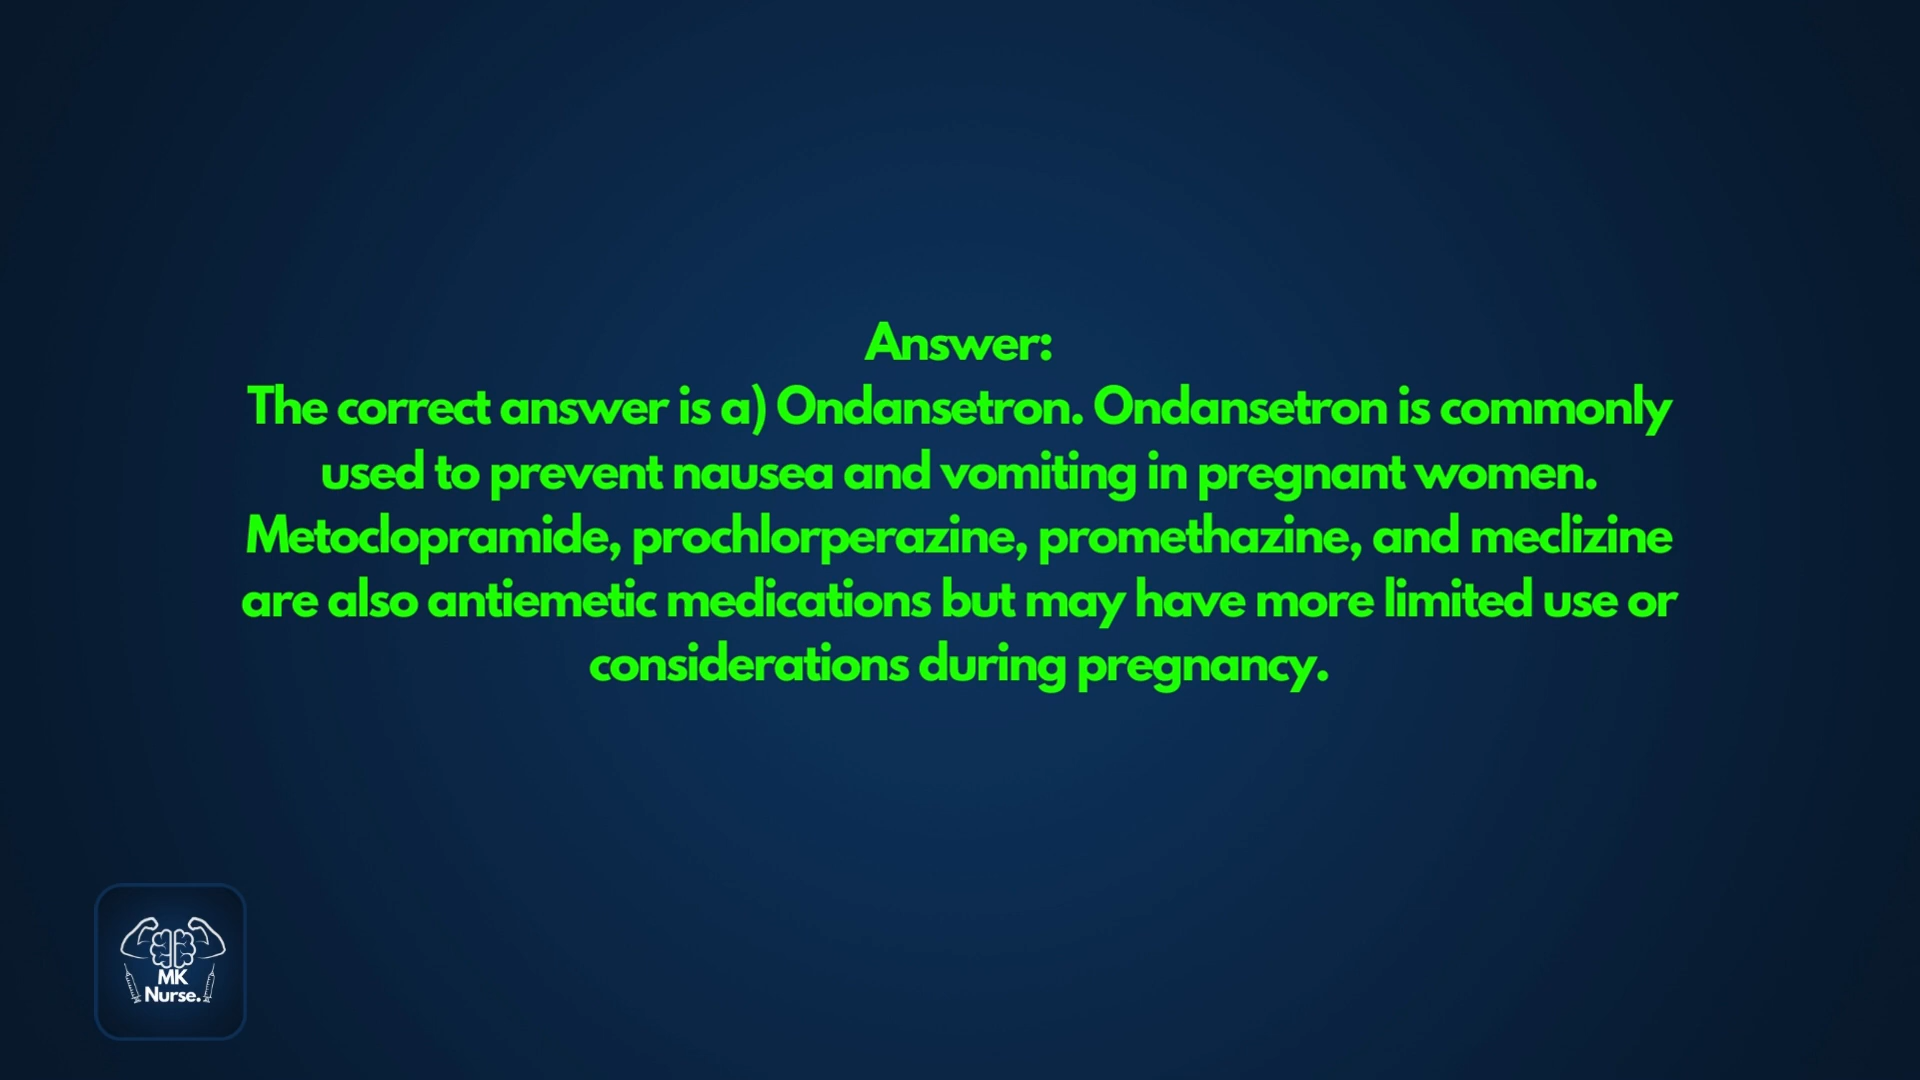 Answer:
The correct answer is a) Ondansetron. Ondansetron is commonly
used to prevent nausea and vomiting in pregnant women.
Metoclopramide, prochlorperazine, promethazine, and meclizine
are also antiemetic medications but may have more limited use or
considerations during pregnancy.
MK
Nurse.